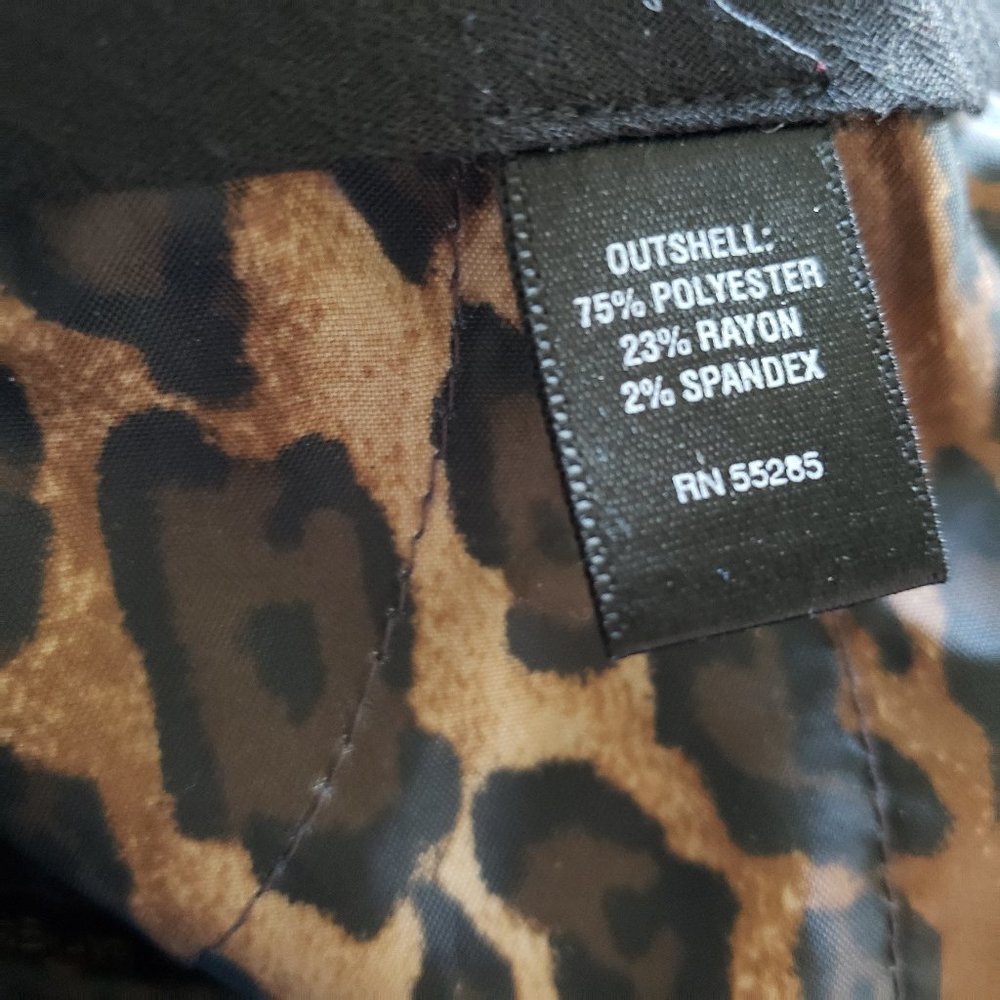 OUTSHELL:
75% POLYESTER
23% RAYON
2% SPANDEX
RN 55285